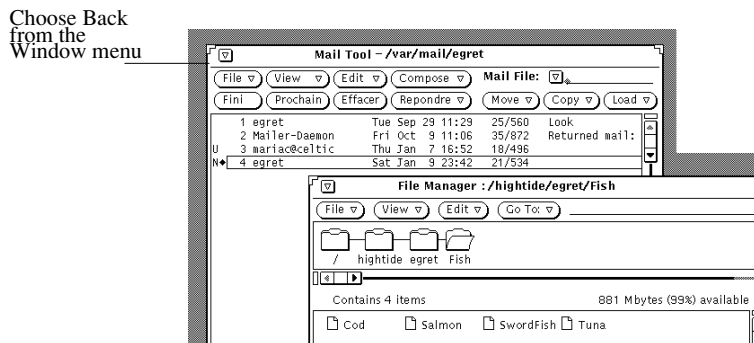 Choose Back
from the
Window menu
Mail Tool – /var/mail/egret
File View Edit Compose Mail File:
Fini Prochain Effacer Repondre Move Copy Load
1 egret Tue Sep 29 11:29 25/560 Look
2 Mailer-Daemon Fri Oct 9 11:06 35/872 Returned mail:
U 3 mariac@celtic Thu Jan 7 16:52 18/496
N◆ 4 egret Sat Jan 9 23:42 21/534
File Manager : /hightide/egret/Fish
File View Edit Go To:
/ hightide egret Fish
Contains 4 items 881 Mbytes (99%) available
Cod Salmon SwordFish Tuna